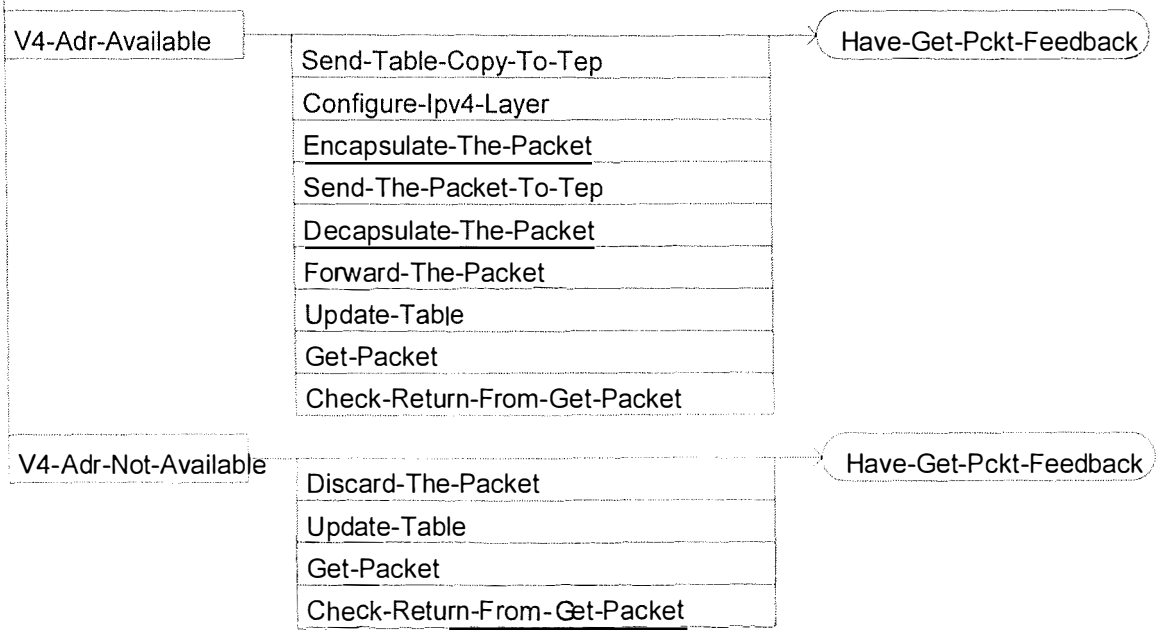 V4-Adr-Available
Have-Get-Pckt-Feedback
Send-Table-Copy-To-Tep
Configure-Ipv4-Layer
Encapsulate-The-Packet
Send-The-Packet-To-Tep
Decapsulate-The-Packet
Forward-The-Packet
Update-Table
Get-Packet
Check-Return-From-Get-Packet
V4-Adr-Not-Available
Have-Get-Pckt-Feedback
Discard-The-Packet
Update-Table
Get-Packet
Check-Return-From-Get-Packet